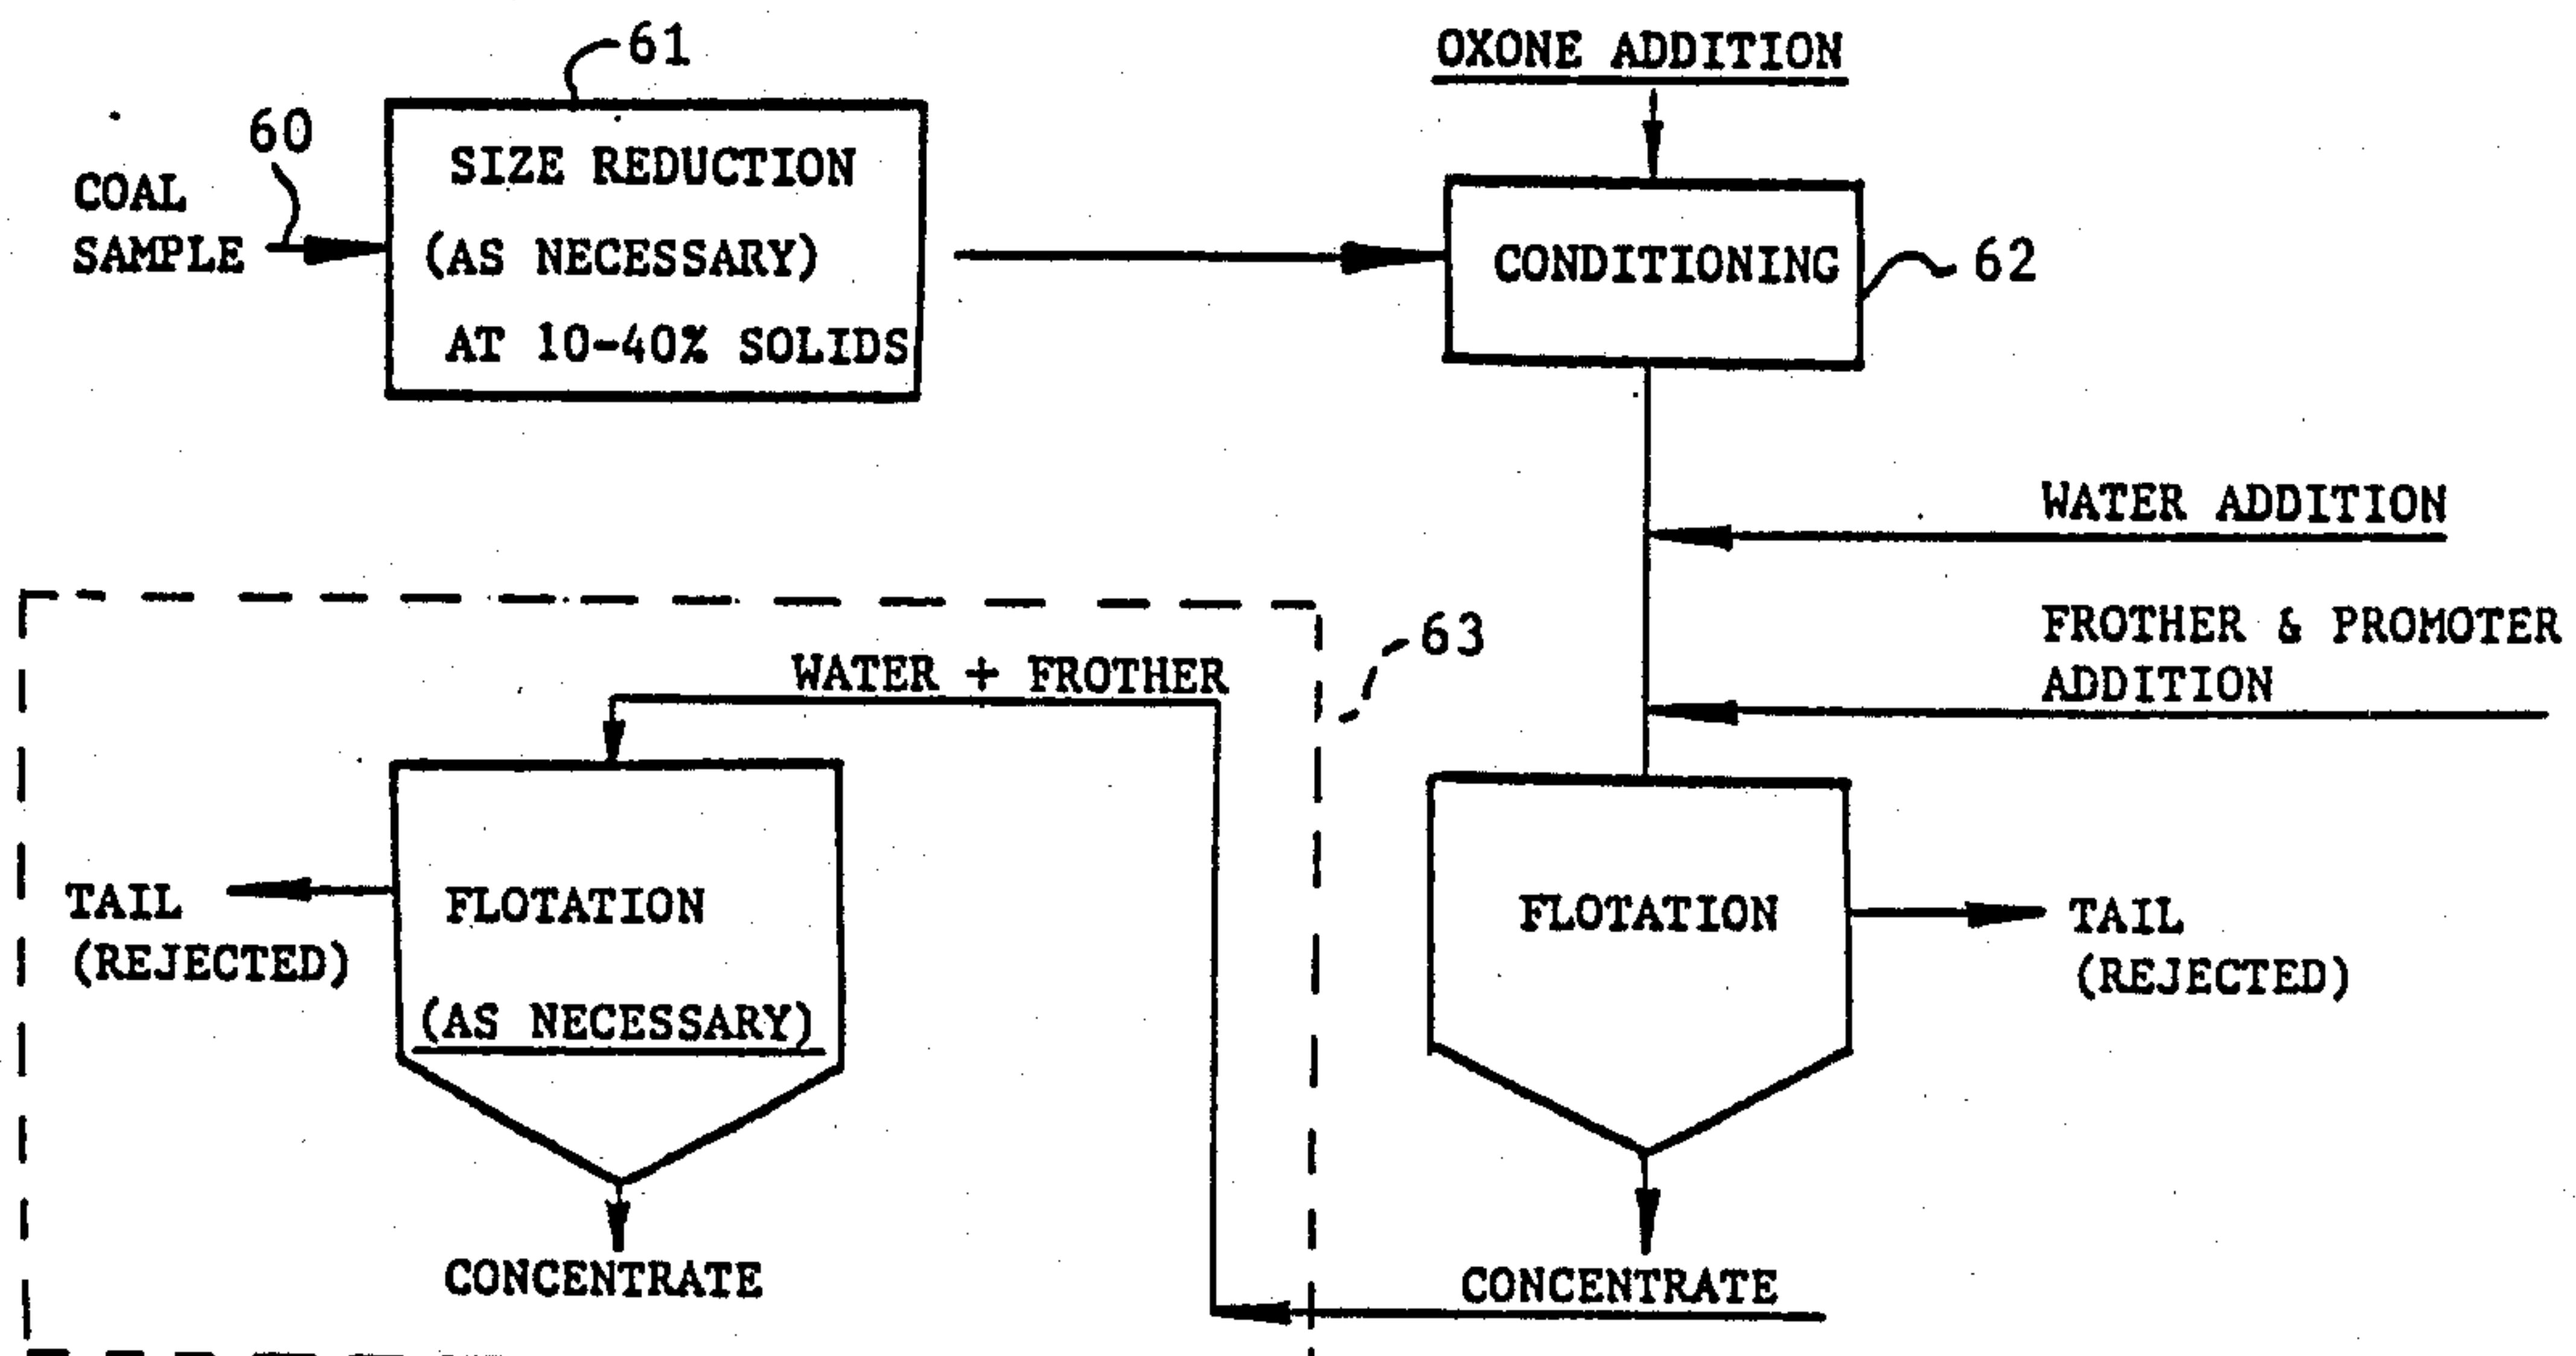 61
60
COAL
SAMPLE
SIZE REDUCTION
(AS NECESSARY)
AT 10-40% SOLIDS
OXONE ADDITION
CONDITIONING
62
WATER ADDITION
FROTHER & PROMOTER
ADDITION
63
WATER + FROTHER
TAIL
(REJECTED)
FLOTATION
(AS NECESSARY)
CONCENTRATE
FLOTATION
TAIL
(REJECTED)
CONCENTRATE